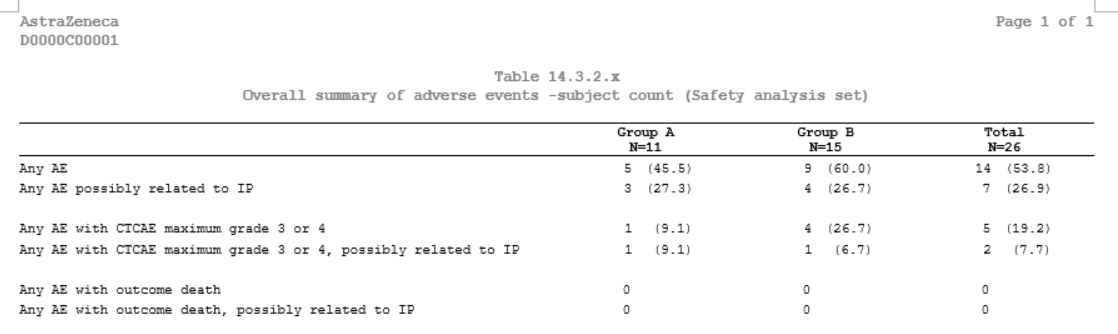 AstraZeneca Page 1 of 1
D0000C00001
Table 14.3.2.x
Overall summary of adverse events -subject count (Safety analysis set)
Group A Group B Total
N=11 N=15 N=26
Any AE 5 (45.5) 9 (60.0) 14 (53.8)
Any AE possibly related to IP 3 (27.3) 4 (26.7) 7 (26.9)
Any AE with CTCAE maximum grade 3 or 4 1 (9.1) 4 (26.7) 5 (19.2)
Any AE with CTCAE maximum grade 3 or 4, possibly related to IP 1 (9.1) 1 (6.7) 2 (7.7)
Any AE with outcome death 0 0 0
Any AE with outcome death, possibly related to IP 0 0 0